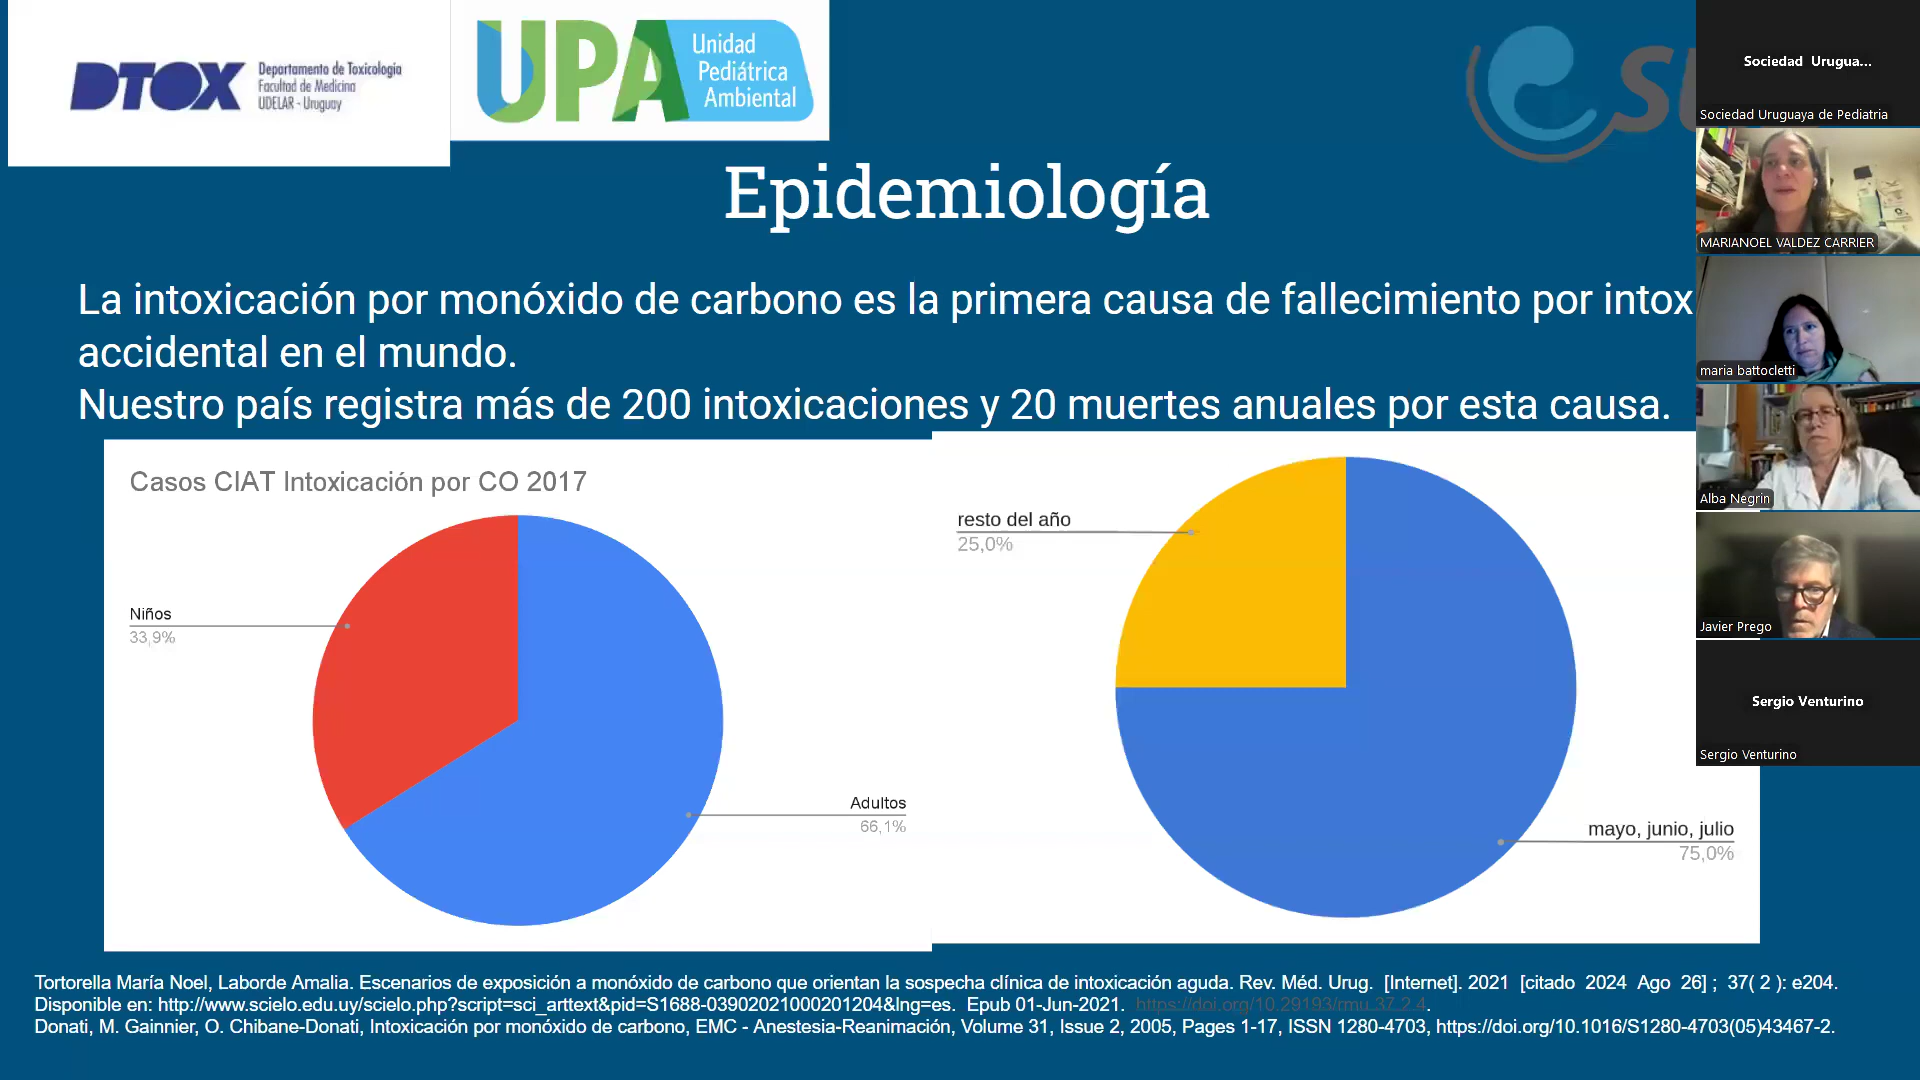 DTOX
Departamento de Toxicología
Facultad de Medicina
UDELAR - Uruguay
UPA
Unidad
Pediátrica
Ambiental
Epidemiología
La intoxicación por monóxido de carbono es la primera causa de fallecimiento por intox
accidental en el mundo.
Nuestro país registra más de 200 intoxicaciones y 20 muertes anuales por esta causa.
Casos CIAT Intoxicación por CO 2017
Niños
33,9%
Adultos
66,1%
resto del año
25,0%
mayo, junio, julio
75,0%
Tortorella María Noel, Laborde Amalia. Escenarios de exposición a monóxido de carbono que orientan la sospecha clínica de intoxicación aguda. Rev. Méd. Urug. [Internet]. 2021 [citado 2024 Ago 26] ; 37( 2 ): e204.
Disponible en: http://www.scielo.edu.uy/scielo.php?script=sci_arttext&pid=S1688-03902021000201204&lng=es. Epub 01-Jun-2021. https://doi.org/10.29193/rmu.37.2.4.
Donati, M. Gainnier, O. Chibane-Donati, Intoxicación por monóxido de carbono, EMC - Anestesia-Reanimación, Volume 31, Issue 2, 2005, Pages 1-17, ISSN 1280-4703, https://doi.org/10.1016/S1280-4703(05)43467-2.
Sociedad Urugua...
Sociedad Uruguaya de Pediatria
MARIANOEL VALDEZ CARRIER
maria battocletti
Alba Negrin
Javier Prego
Sergio Venturino
Sergio Venturino